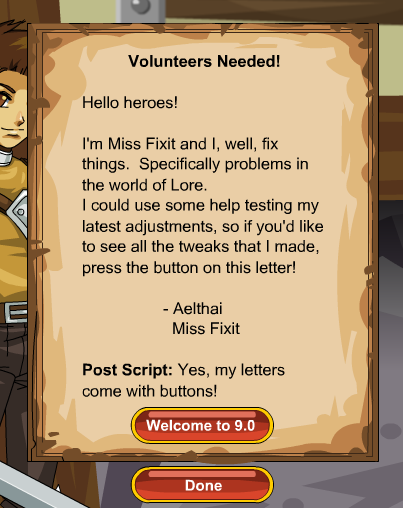 Volunteers Needed!
Hello heroes!
I'm Miss Fixit and I, well, fix
things.  Specifically problems in
the world of Lore.
I could use some help testing my
latest adjustments, so if you'd like
to see all the tweaks that I made,
press the button on this letter!
- Aelthai
Miss Fixit
Post Script: Yes, my letters
come with buttons!
Welcome to 9.0
Done